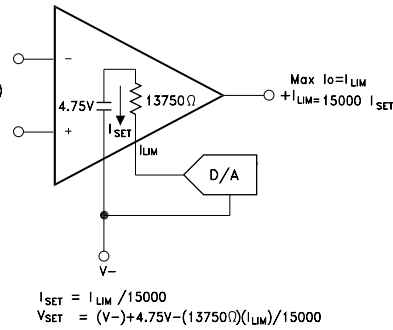 )
−
+
4.75V
13750Ω
ISET
ILIM
D/A
V−
Max Io=ILIM
+ILIM=15000 ISET
ISET = ILIM /15000
VSET = (V−)+4.75V−(13750Ω)(ILIM)/15000